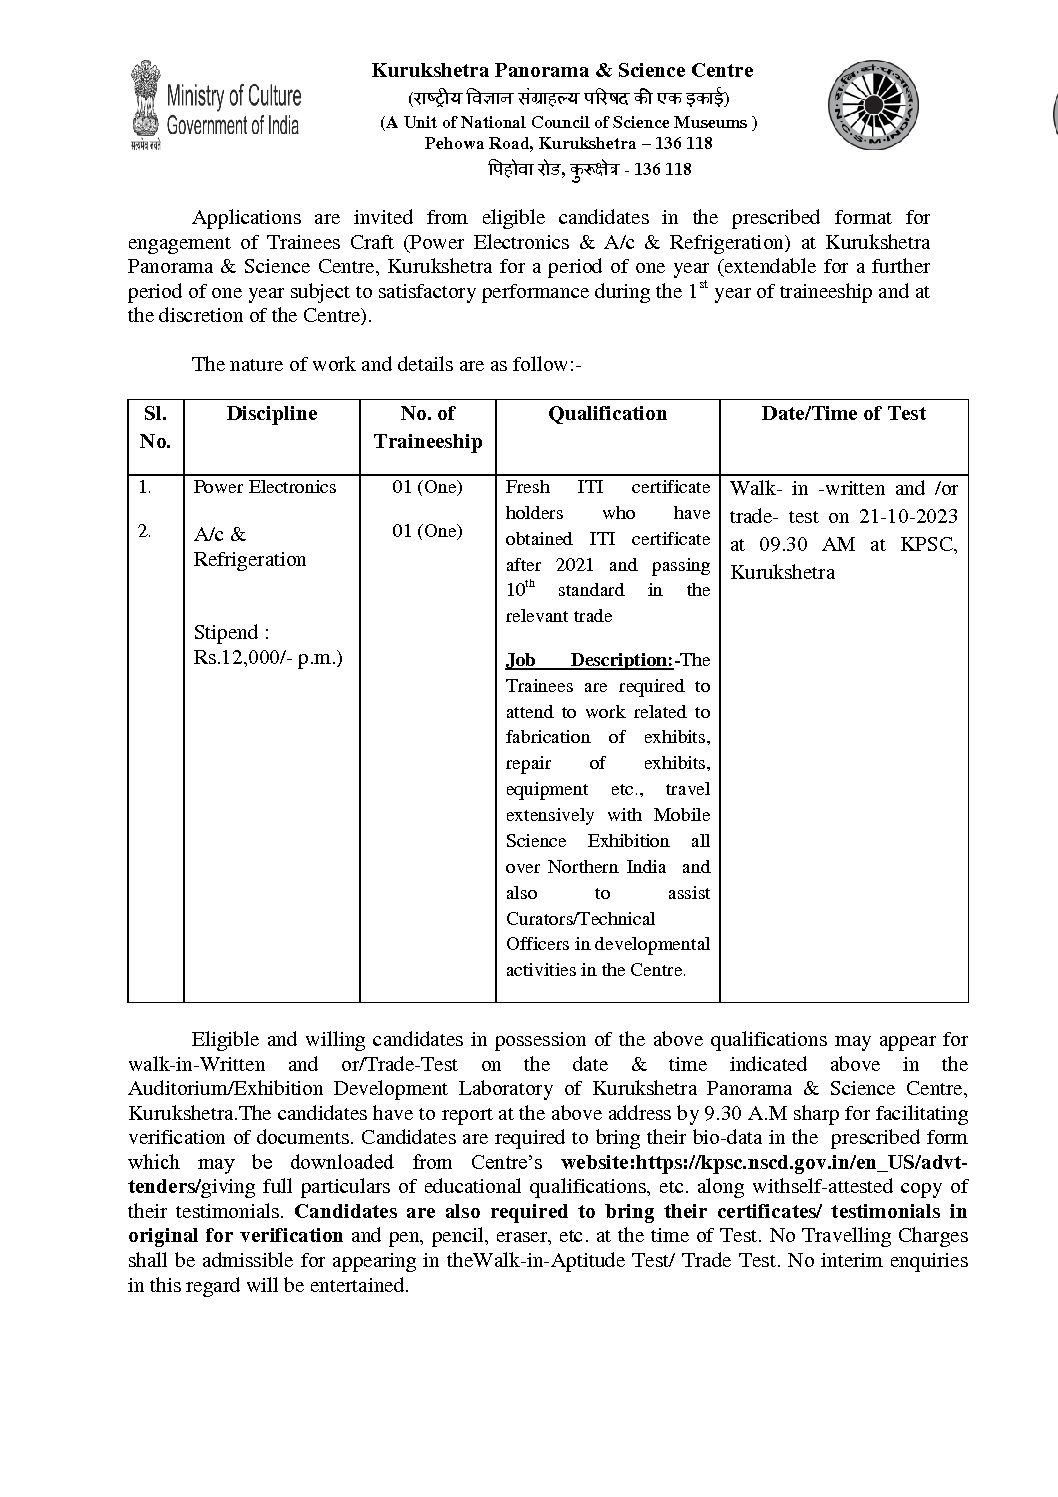 Kurukshetra Panorama & Science Centre
(राष्ट्रीय विज्ञान संग्राहल्य परिषद की एक इकाई)
(A Unit of National Council of Science Museums )
Pehowa Road, Kurukshetra – 136 118
पिहोवा रोड, कुरुक्षेत्र - 136 118
Ministry of Culture
Government of India
सत्यमेव जयते
Applications are invited from eligible candidates in the prescribed format for
engagement of Trainees Craft (Power Electronics & A/c & Refrigeration) at Kurukshetra
Panorama & Science Centre, Kurukshetra for a period of one year (extendable for a further
period of one year subject to satisfactory performance during the 1st year of traineeship and at
the discretion of the Centre).
The nature of work and details are as follow:-
Sl.
No.
Discipline
No. of
Traineeship
Qualification
Date/Time of Test
1.
2.
Power Electronics
A/c &
Refrigeration
Stipend :
Rs.12,000/- p.m.)
01 (One)
01 (One)
Fresh ITI certificate
holders who have
obtained ITI certificate
after 2021 and passing
10th standard in the
relevant trade
Job Description:-The
Trainees are required to
attend to work related to
fabrication of exhibits,
repair of exhibits,
equipment etc., travel
extensively with Mobile
Science Exhibition all
over Northern India and
also to assist
Curators/Technical
Officers in developmental
activities in the Centre.
Walk- in -written and /or
trade- test on 21-10-2023
at 09.30 AM at KPSC,
Kurukshetra
Eligible and willing candidates in possession of the above qualifications may appear for
walk-in-Written and or/Trade-Test on the date & time indicated above in the
Auditorium/Exhibition Development Laboratory of Kurukshetra Panorama & Science Centre,
Kurukshetra.The candidates have to report at the above address by 9.30 A.M sharp for facilitating
verification of documents. Candidates are required to bring their bio-data in the prescribed form
which may be downloaded from Centre’s website:https://kpsc.nscd.gov.in/en_US/advt-
tenders/giving full particulars of educational qualifications, etc. along withself-attested copy of
their testimonials. Candidates are also required to bring their certificates/ testimonials in
original for verification and pen, pencil, eraser, etc. at the time of Test. No Travelling Charges
shall be admissible for appearing in theWalk-in-Aptitude Test/ Trade Test. No interim enquiries
in this regard will be entertained.